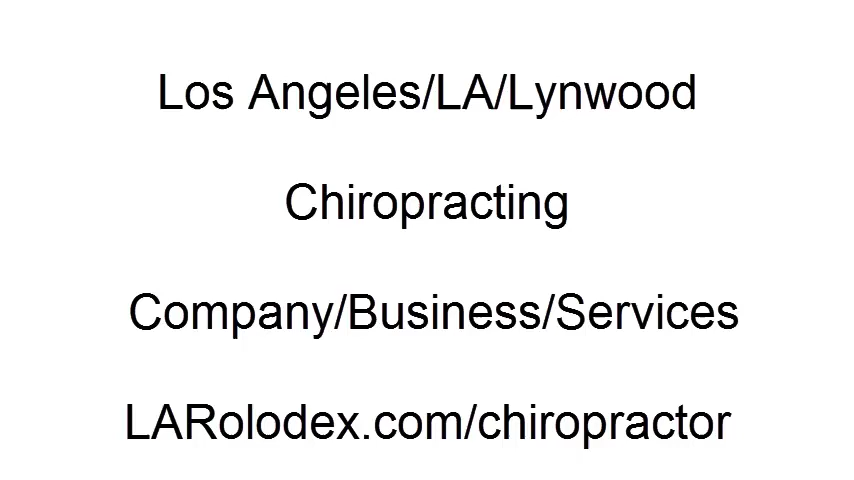 Los Angeles/LA/Lynwood
Chiropracting
Company/Business/Services
LARolodex.com/chiropractor